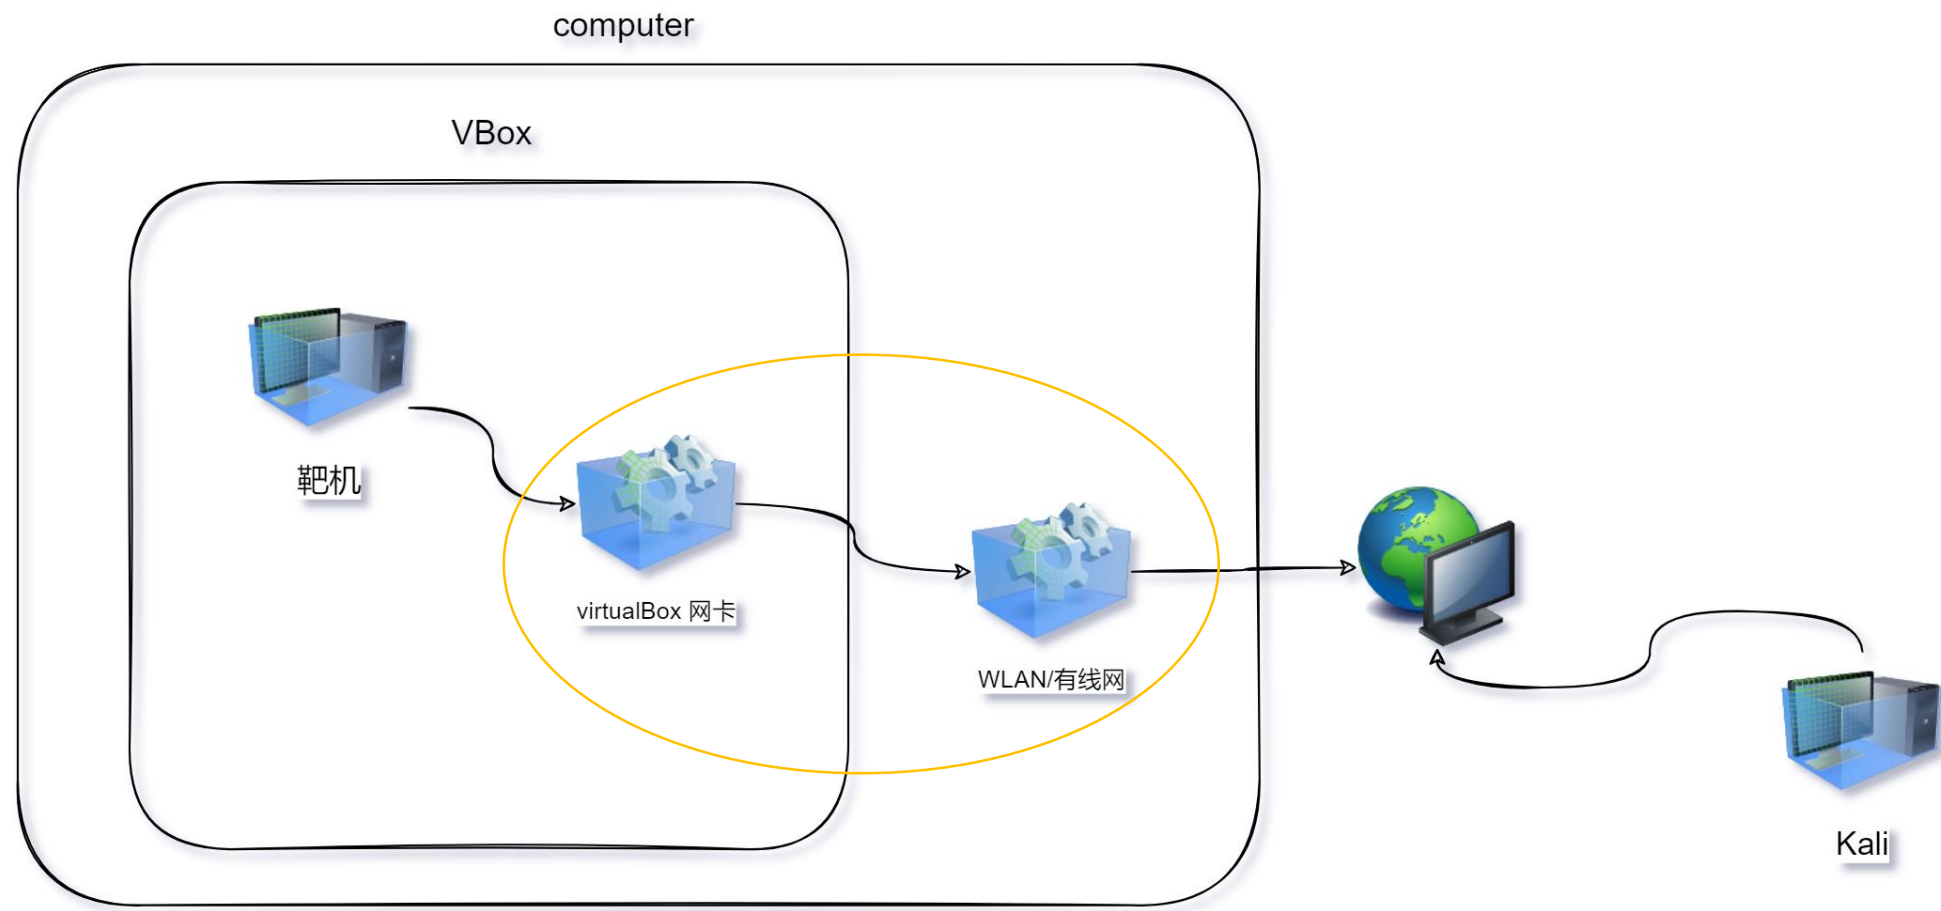 computer
VBox
靶机
virtualBox 网卡
WLAN/有线网
Kali